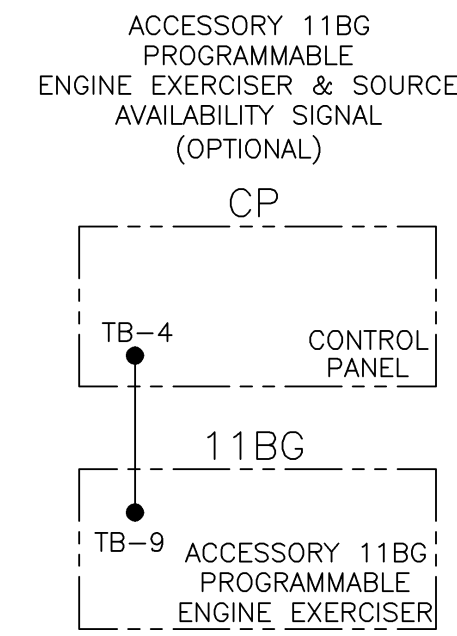 ACCESSORY 11BG
PROGRAMMABLE
ENGINE EXERCISER & SOURCE
AVAILABILITY SIGNAL
(OPTIONAL)
CP
TB-4
CONTROL
PANEL
11BG
TB-9
ACCESSORY 11BG
PROGRAMMABLE
ENGINE EXERCISER